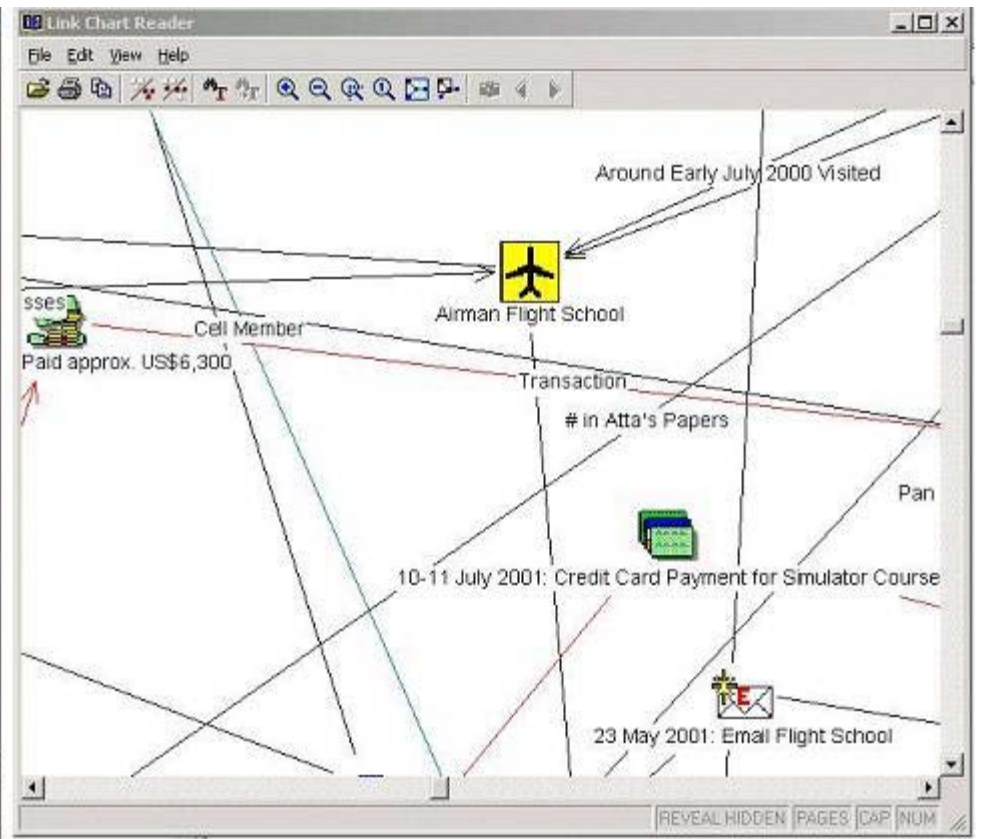 Link Chart Reader
File Edit View Help
Around Early July 2000 Visited
Airman Flight School
sses
Cell Member
Paid approx. US$6,300
Transaction
# in Atta's Papers
Pan
10-11 July 2001: Credit Card Payment for Simulator Course
E
23 May 2001: Email Flight School
REVEAL HIDDEN PAGES CAP NUM